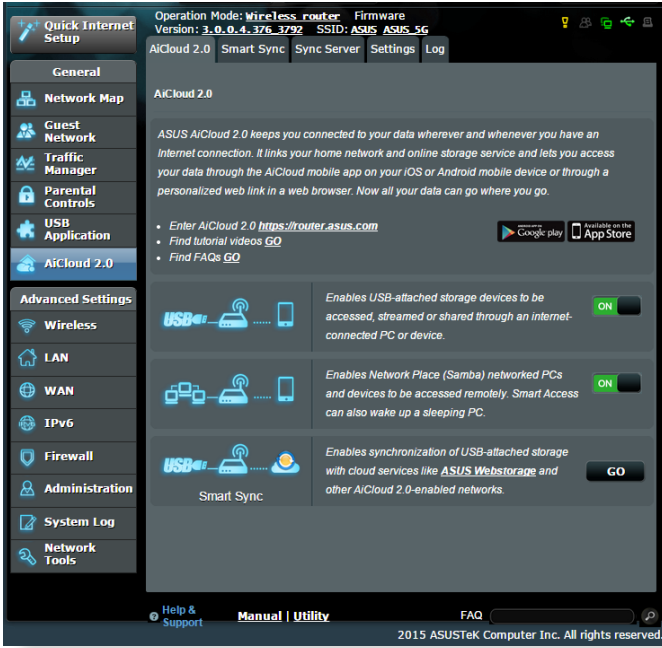 Quick Internet
Setup
Operation Mode: Wireless router Firmware
Version: 3.0.0.4.376_3792 SSID: ASUS ASUS_5G
AiCloud 2.0 Smart Sync Sync Server Settings Log
General
Network Map
Guest
Network
Traffic
Manager
Parental
Controls
USB
Application
AiCloud 2.0
Advanced Settings
Wireless
LAN
WAN
IPv6
Firewall
Administration
System Log
Network
Tools
AiCloud 2.0
ASUS AiCloud 2.0 keeps you connected to your data wherever and whenever you have an
Internet connection. It links your home network and online storage service and lets you access
your data through the AiCloud mobile app on your iOS or Android mobile device or through a
personalized web link in a web browser. Now all your data can go where you go.
• Enter AiCloud 2.0 https://router.asus.com
• Find tutorial videos GO
• Find FAQs GO
Google play
Available on the
App Store
USB
Enables USB-attached storage devices to be
accessed, streamed or shared through an internet-
connected PC or device.
ON
Enables Network Place (Samba) networked PCs
and devices to be accessed remotely. Smart Access
can also wake up a sleeping PC.
ON
USB
Smart Sync
Enables synchronization of USB-attached storage
with cloud services like ASUS Webstorage and
other AiCloud 2.0-enabled networks.
GO
Help &
Support
Manual | Utility
FAQ
2015 ASUSTeK Computer Inc. All rights reserved.